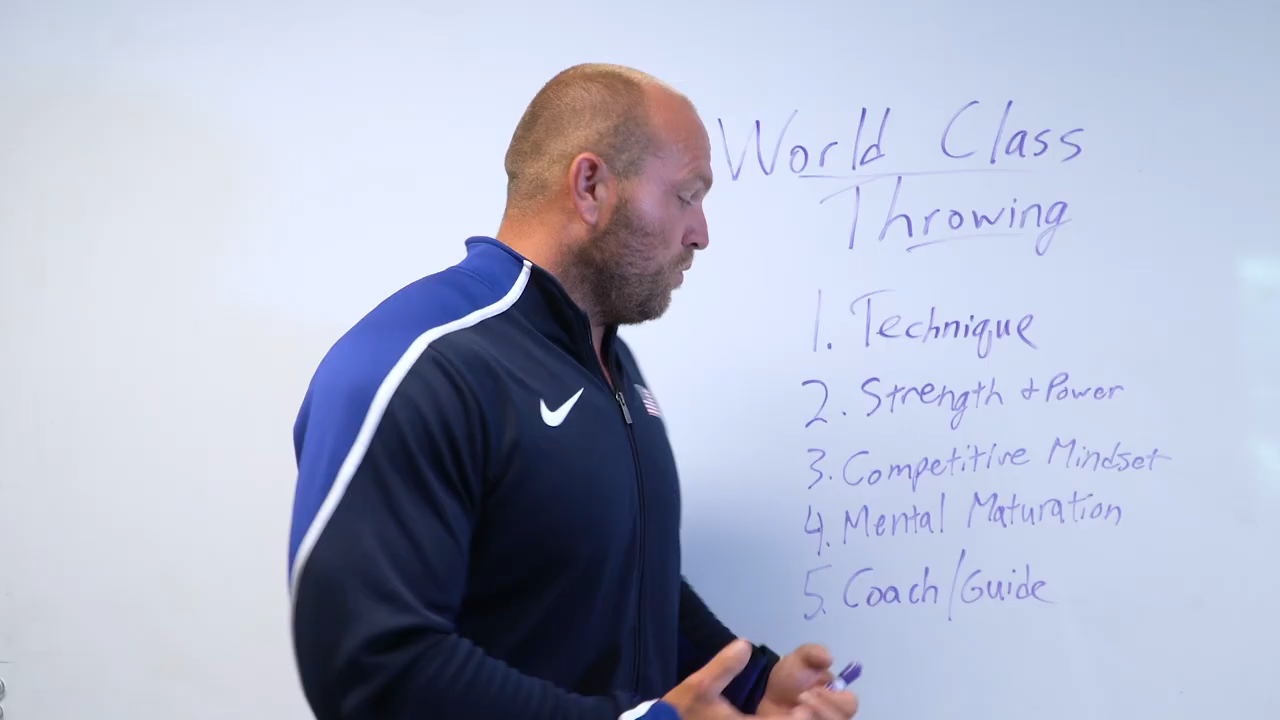 World Class
Throwing
1. Technique
2. Strength + Power
3. Competitive Mindset
4. Mental Maturation
5. Coach/Guide